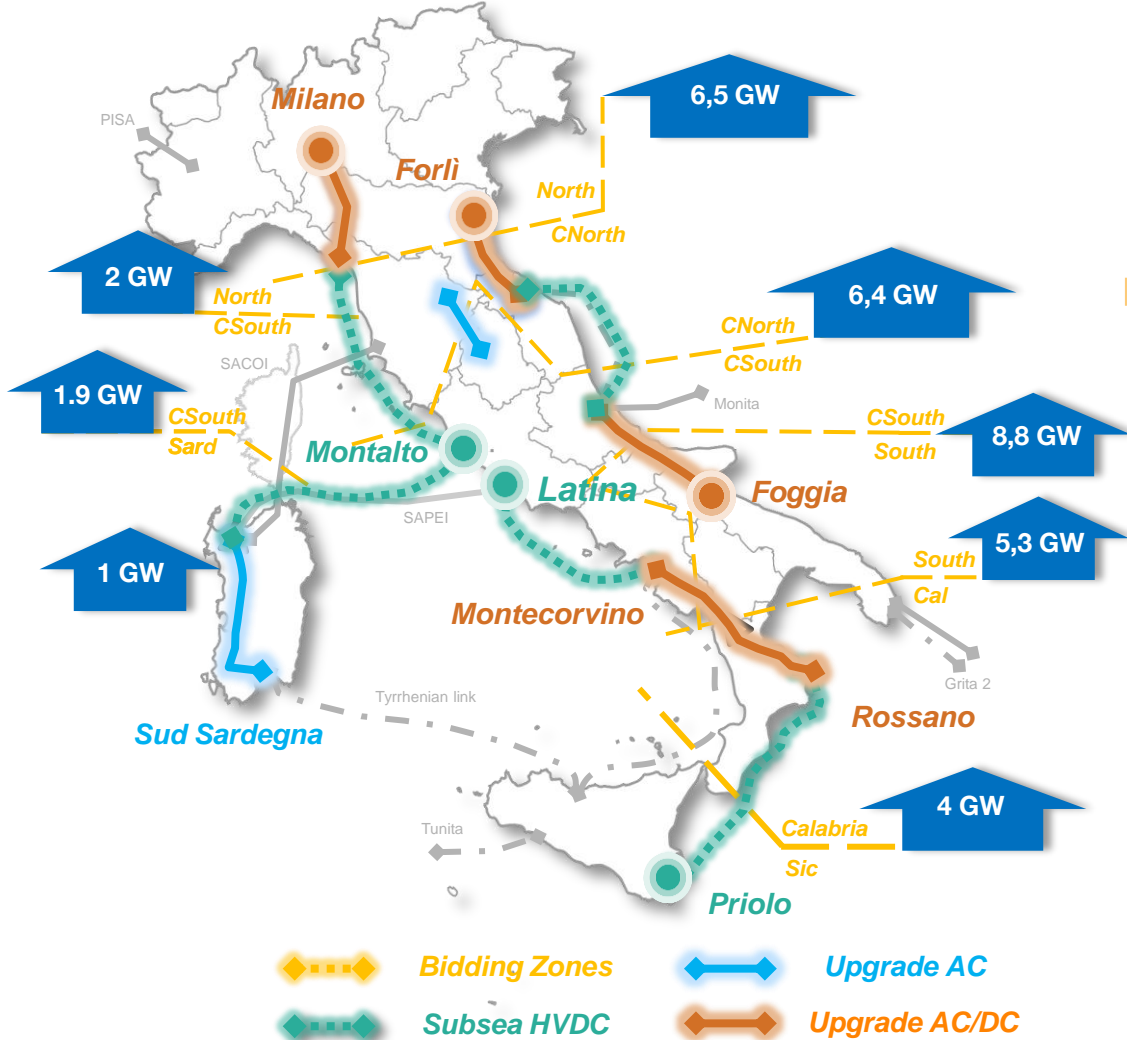 6,5 GW
Milano
PISA
Forlì
North
CNorth
2 GW
North
CSouth
6,4 GW
CNorth
CSouth
SACOI
1.9 GW
CSouth
Sard
Monita
CSouth
South
8,8 GW
Montalto
Latina
Foggia
SAPEI
5,3 GW
South
Cal
1 GW
Montecorvino
Grita 2
Tyrrhenian link
Rossano
Sud Sardegna
4 GW
Tunita
Calabria
Sic
Priolo
Bidding Zones
Upgrade AC
Subsea HVDC
Upgrade AC/DC